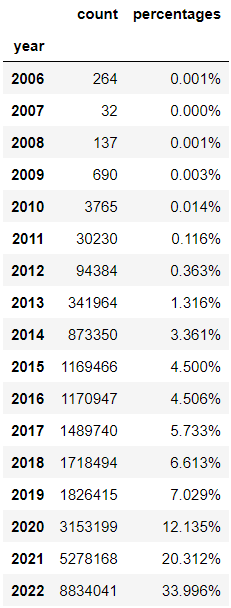 count percentages
year
2006 264 0.001%
2007 32 0.000%
2008 137 0.001%
2009 690 0.003%
2010 3765 0.014%
2011 30230 0.116%
2012 94384 0.363%
2013 341964 1.316%
2014 873350 3.361%
2015 1169466 4.500%
2016 1170947 4.506%
2017 1489740 5.733%
2018 1718494 6.613%
2019 1826415 7.029%
2020 3153199 12.135%
2021 5278168 20.312%
2022 8834041 33.996%